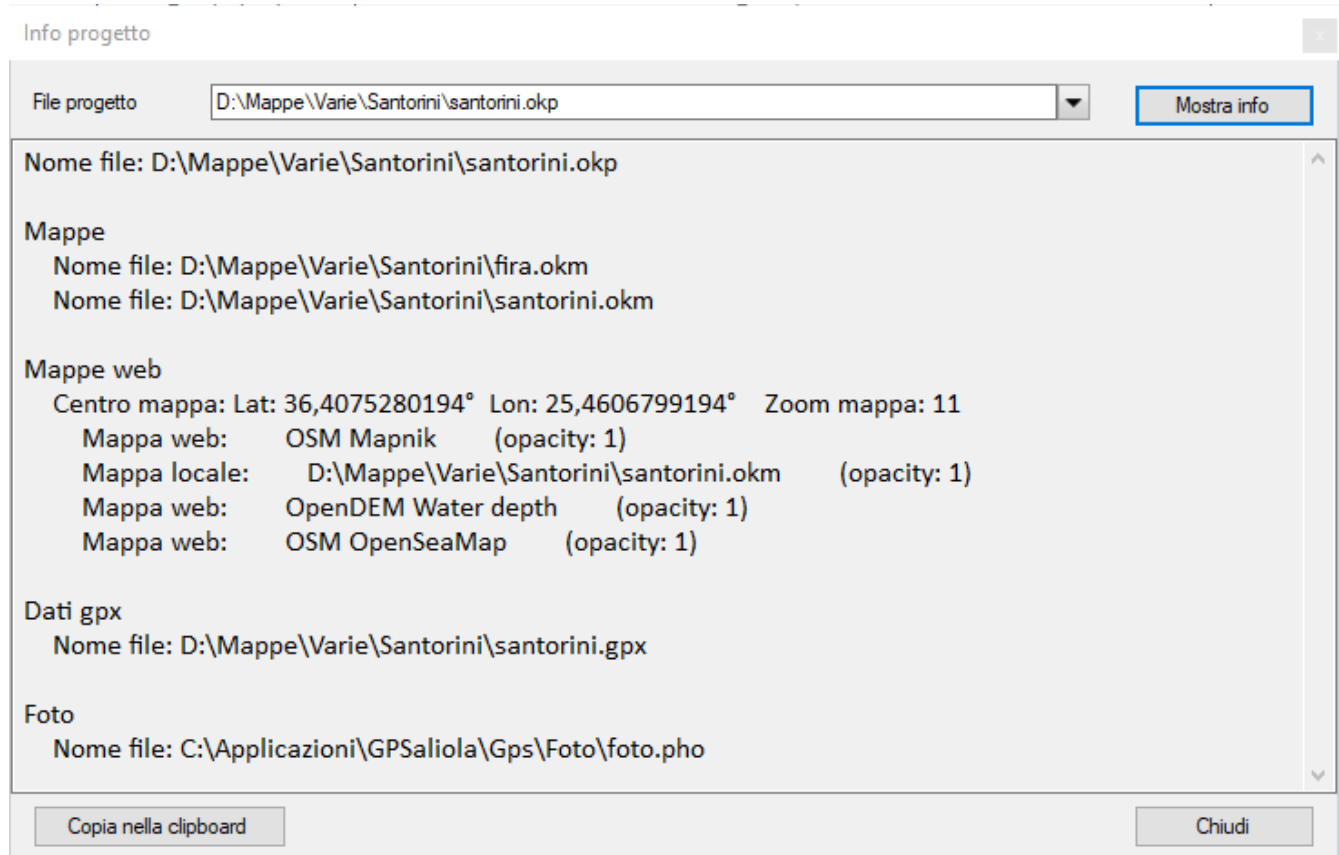 Info progetto
x
File progetto D:\Mappe\Varie\Santorini\santorini.okp Mostra info
Nome file: D:\Mappe\Varie\Santorini\santorini.okp
Mappe
Nome file: D:\Mappe\Varie\Santorini\fira.okm
Nome file: D:\Mappe\Varie\Santorini\santorini.okm
Mappe web
Centro mappa: Lat: 36,4075280194° Lon: 25,4606799194° Zoom mappa: 11
Mappa web: OSM Mapnik (opacity: 1)
Mappa locale: D:\Mappe\Varie\Santorini\santorini.okm (opacity: 1)
Mappa web: OpenDEM Water depth (opacity: 1)
Mappa web: OSM OpenSeaMap (opacity: 1)
Dati gpx
Nome file: D:\Mappe\Varie\Santorini\santorini.gpx
Foto
Nome file: C:\Applicazioni\GPSaliola\Gps\Foto\foto.pho
Copia nella clipboard Chiudi